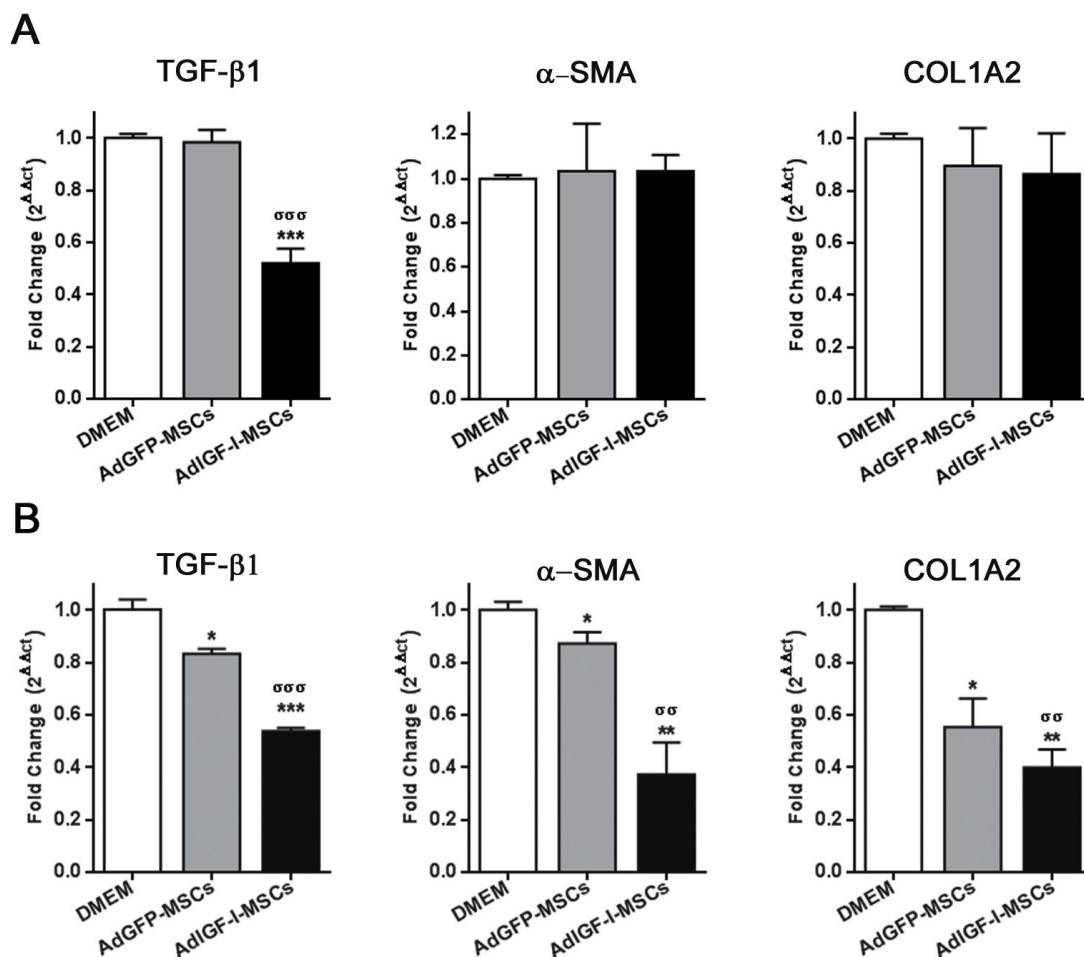 A
TGF-β1
α–SMA
COL1A2
Fold Change (2^ΔΔct)
1.0
0.8
0.6
0.4
0.2
0.0
σσσ
***
DMEM
AdGFP-MSCs
AdIGF-I-MSCs
Fold Change (2^ΔΔct)
1.2
1.0
0.8
0.6
0.4
0.2
0.0
DMEM
AdGFP-MSCs
AdIGF-I-MSCs
Fold Change (2^ΔΔct)
1.0
0.8
0.6
0.4
0.2
0.0
DMEM
AdGFP-MSCs
AdIGF-I-MSCs
B
TGF-β1
α–SMA
COL1A2
Fold Change (2^ΔΔct)
1.0
0.8
0.6
0.4
0.2
0.0
*
σσσ
***
DMEM
AdGFP-MSCs
AdIGF-I-MSCs
Fold Change (2^ΔΔct)
1.0
0.8
0.6
0.4
0.2
0.0
*
σσ
**
DMEM
AdGFP-MSCs
AdIGF-I-MSCs
Fold Change (2^ΔΔct)
1.0
0.8
0.6
0.4
0.2
0.0
*
σσ
**
DMEM
AdGFP-MSCs
AdIGF-I-MSCs